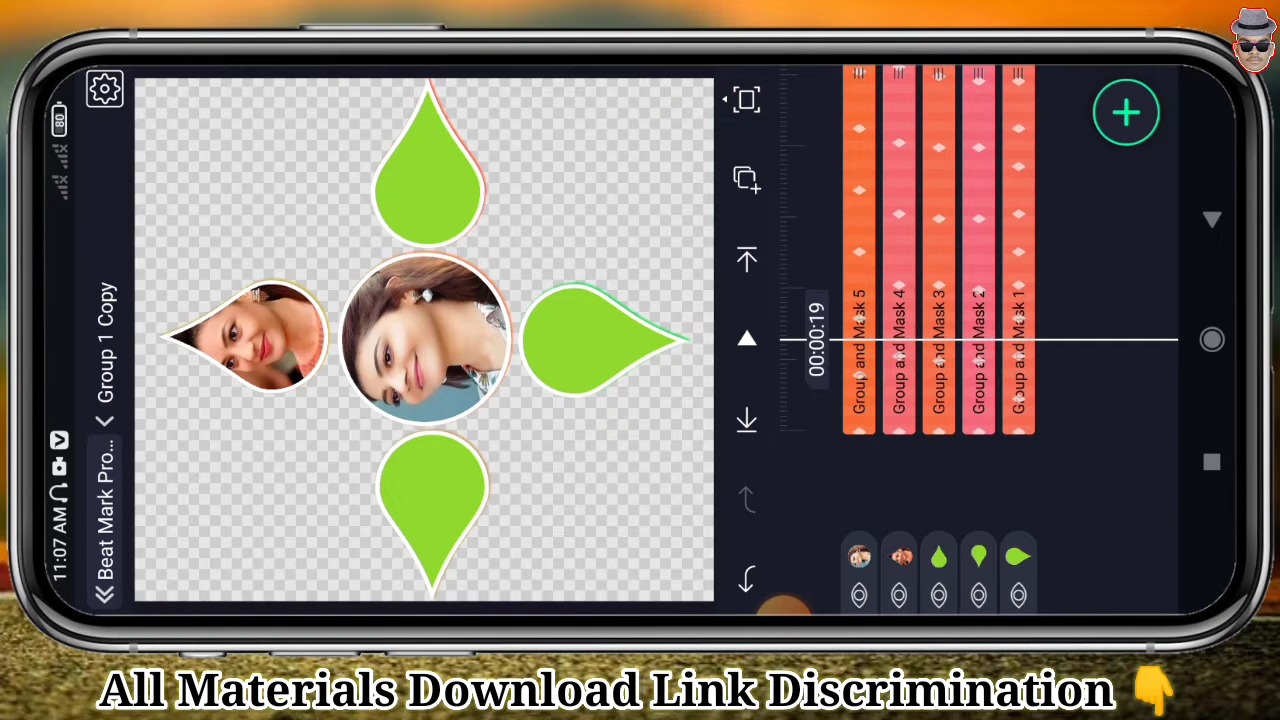 11:07 AM
80
Beat Mark Pro...
Group 1 Copy
00:00:19
Group and Mask 5
Group and Mask 4
Group and Mask 3
Group and Mask 2
Group and Mask 1
All Materials Download Link Discrimination 👇